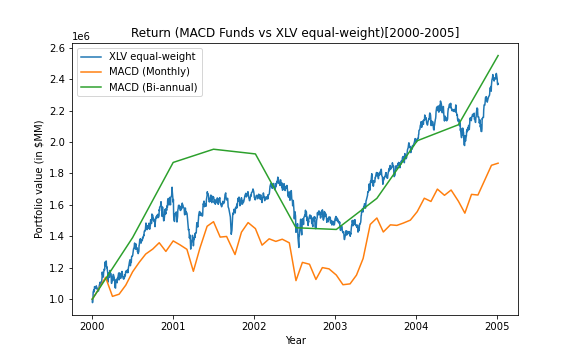 Return (MACD Funds vs XLV equal-weight)[2000-2005]
1e6
XLV equal-weight
MACD (Monthly)
MACD (Bi-annual)
2.6
2.4
2.2
2.0
1.8
1.6
1.4
1.2
1.0
Portfolio value (in $MM)
2000 2001 2002 2003 2004 2005
Year